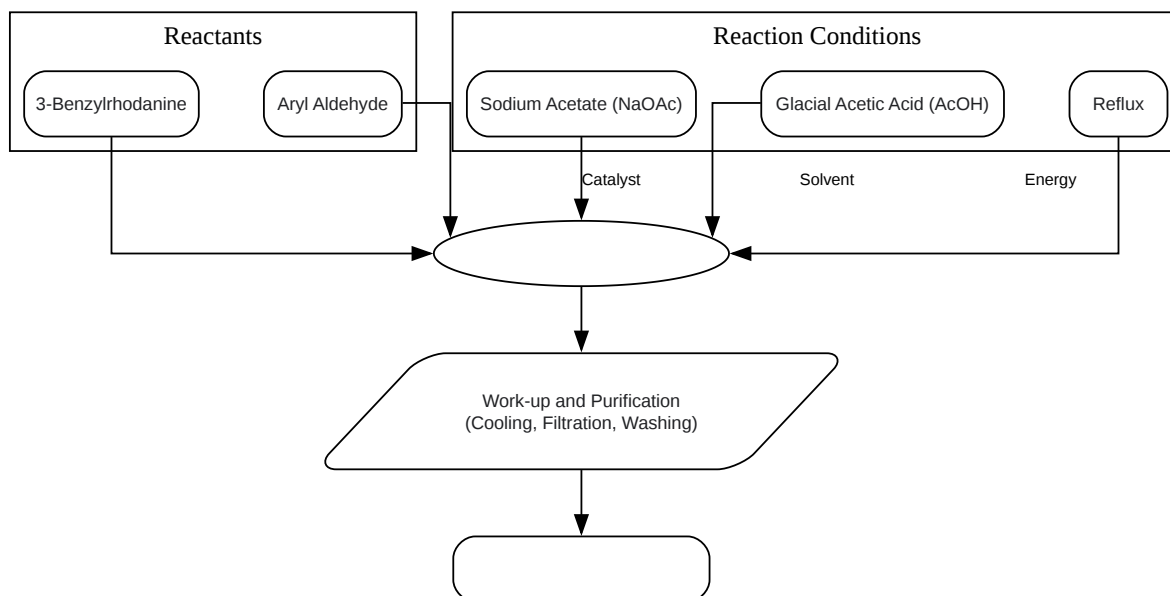 Reactants
Reaction Conditions
3-Benzylrhodanine
Aryl Aldehyde
Sodium Acetate (NaOAc)
Glacial Acetic Acid (AcOH)
Reflux
Catalyst
Solvent
Energy
Work-up and Purification
(Cooling, Filtration, Washing)